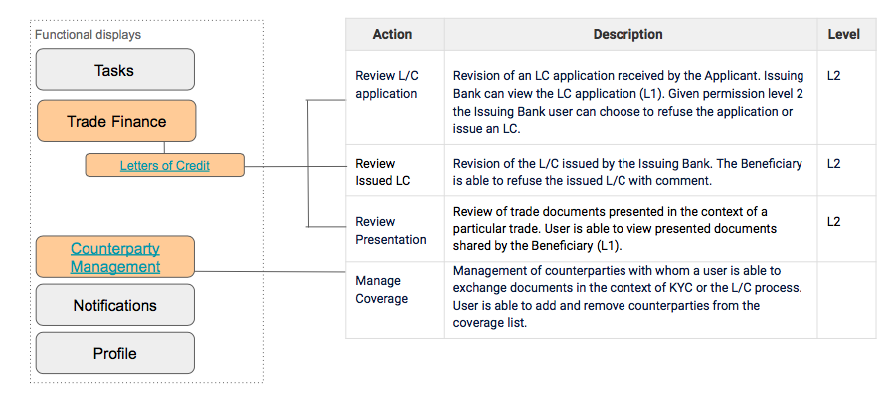 Functional displays
Tasks
Trade Finance
Letters of Credit
Counterparty
Management
Notifications
Profile
Action Description Level
Review L/C
application
Revision of an LC application received by the Applicant. Issuing
Bank can view the LC application (L1). Given permission level 2
the Issuing Bank user can choose to refuse the application or
issue an LC.
L2
Review
Issued LC
Revision of the L/C issued by the Issuing Bank. The Beneficiary
is able to refuse the issued L/C with comment.
L2
Review
Presentation
Review of trade documents presented in the context of a
particular trade. User is able to view presented documents
shared by the Beneficiary (L1).
L2
Manage
Coverage
Management of counterparties with whom a user is able to
exchange documents in the context of KYC or the L/C process.
User is able to add and remove counterparties from the
coverage list.